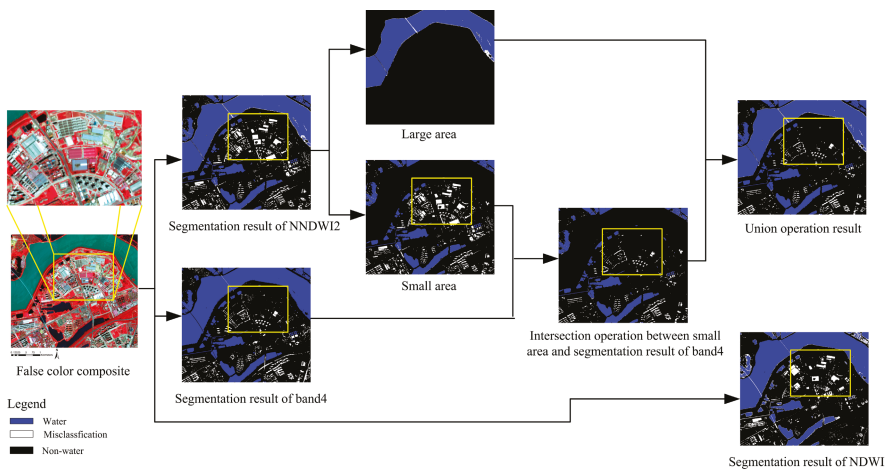 Large area
Segmentation result of NNDWI2
Small area
Union operation result
False color composite
Segmentation result of band4
Intersection operation between small
area and segmentation result of band4
Legend
Water
Misclassfication
Non-water
Segmentation result of NDWI